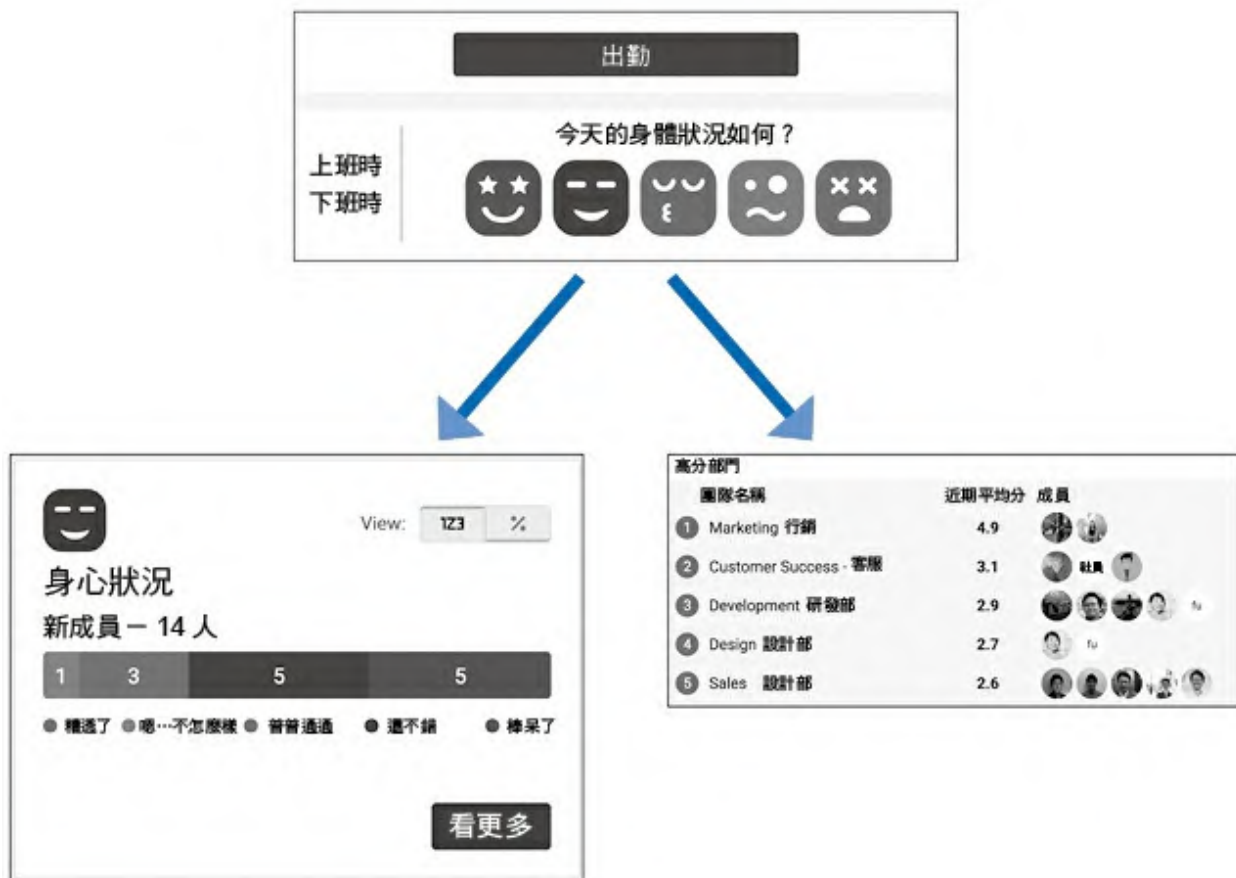 出勤
今天的身體狀況如何？
上班時
下班時
View: 123 %
身心狀況
新成員－ 14 人
1 3 5 5
糟透了 嗯…不怎麼樣 普普通通 還不錯 棒呆了
看更多
高分部門
團隊名稱 近期平均分 成員
1 Marketing 行銷 4.9
2 Customer Success - 客服 3.1 社員
3 Development 研發部 2.9 fu
4 Design 設計部 2.7 fu
5 Sales 設計部 2.6